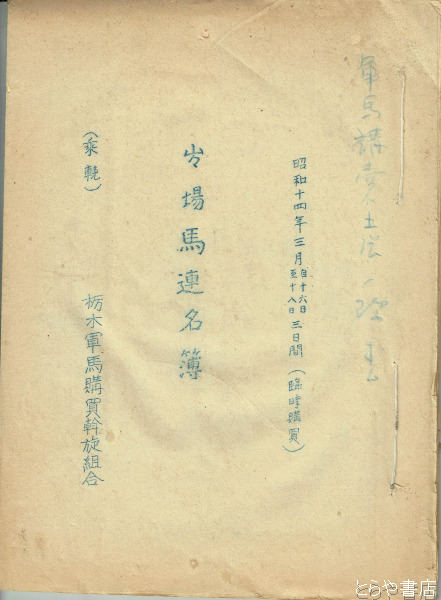 昭和十四年三月自十六日至十八日三日間（臨時購買）
出場馬連名簿
（乗輓）
栃木軍馬購買斡旋組合
とらや書店